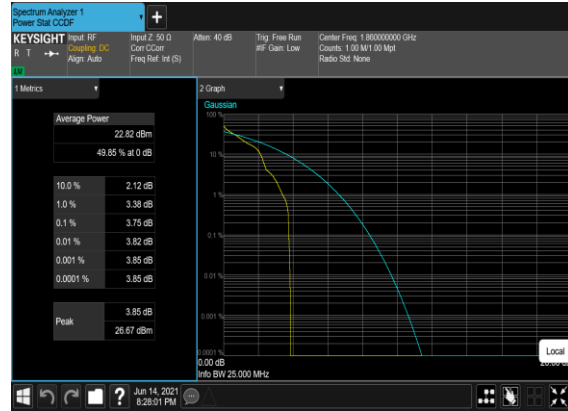 Spectrum Analyzer 1
Power Stat CCDF
KEYSIGHT
R T
LM
Input: RF
Coupling: DC
Align: Auto
Input Z: 50 Ω
Corr CCorr
Freq Ref: Int (S)
Atten: 40 dB
Trig: Free Run
#IF Gain: Low
Center Freq: 1.860000000 GHz
Counts: 1.00 M/1.00 Mpt
Radio Std: None
1 Metrics
Average Power
22.82 dBm
49.85 % at 0 dB
10.0 % 2.12 dB
1.0 % 3.38 dB
0.1 % 3.75 dB
0.01 % 3.82 dB
0.001 % 3.85 dB
0.0001 % 3.85 dB
Peak
3.85 dB
26.67 dBm
2 Graph
Gaussian
100 %
10 %
1 %
0.1 %
0.01 %
0.001 %
0.0001 %
0.00 dB
Info BW 25.000 MHz
Local
?
Jun 14, 2021
8:28:01 PM